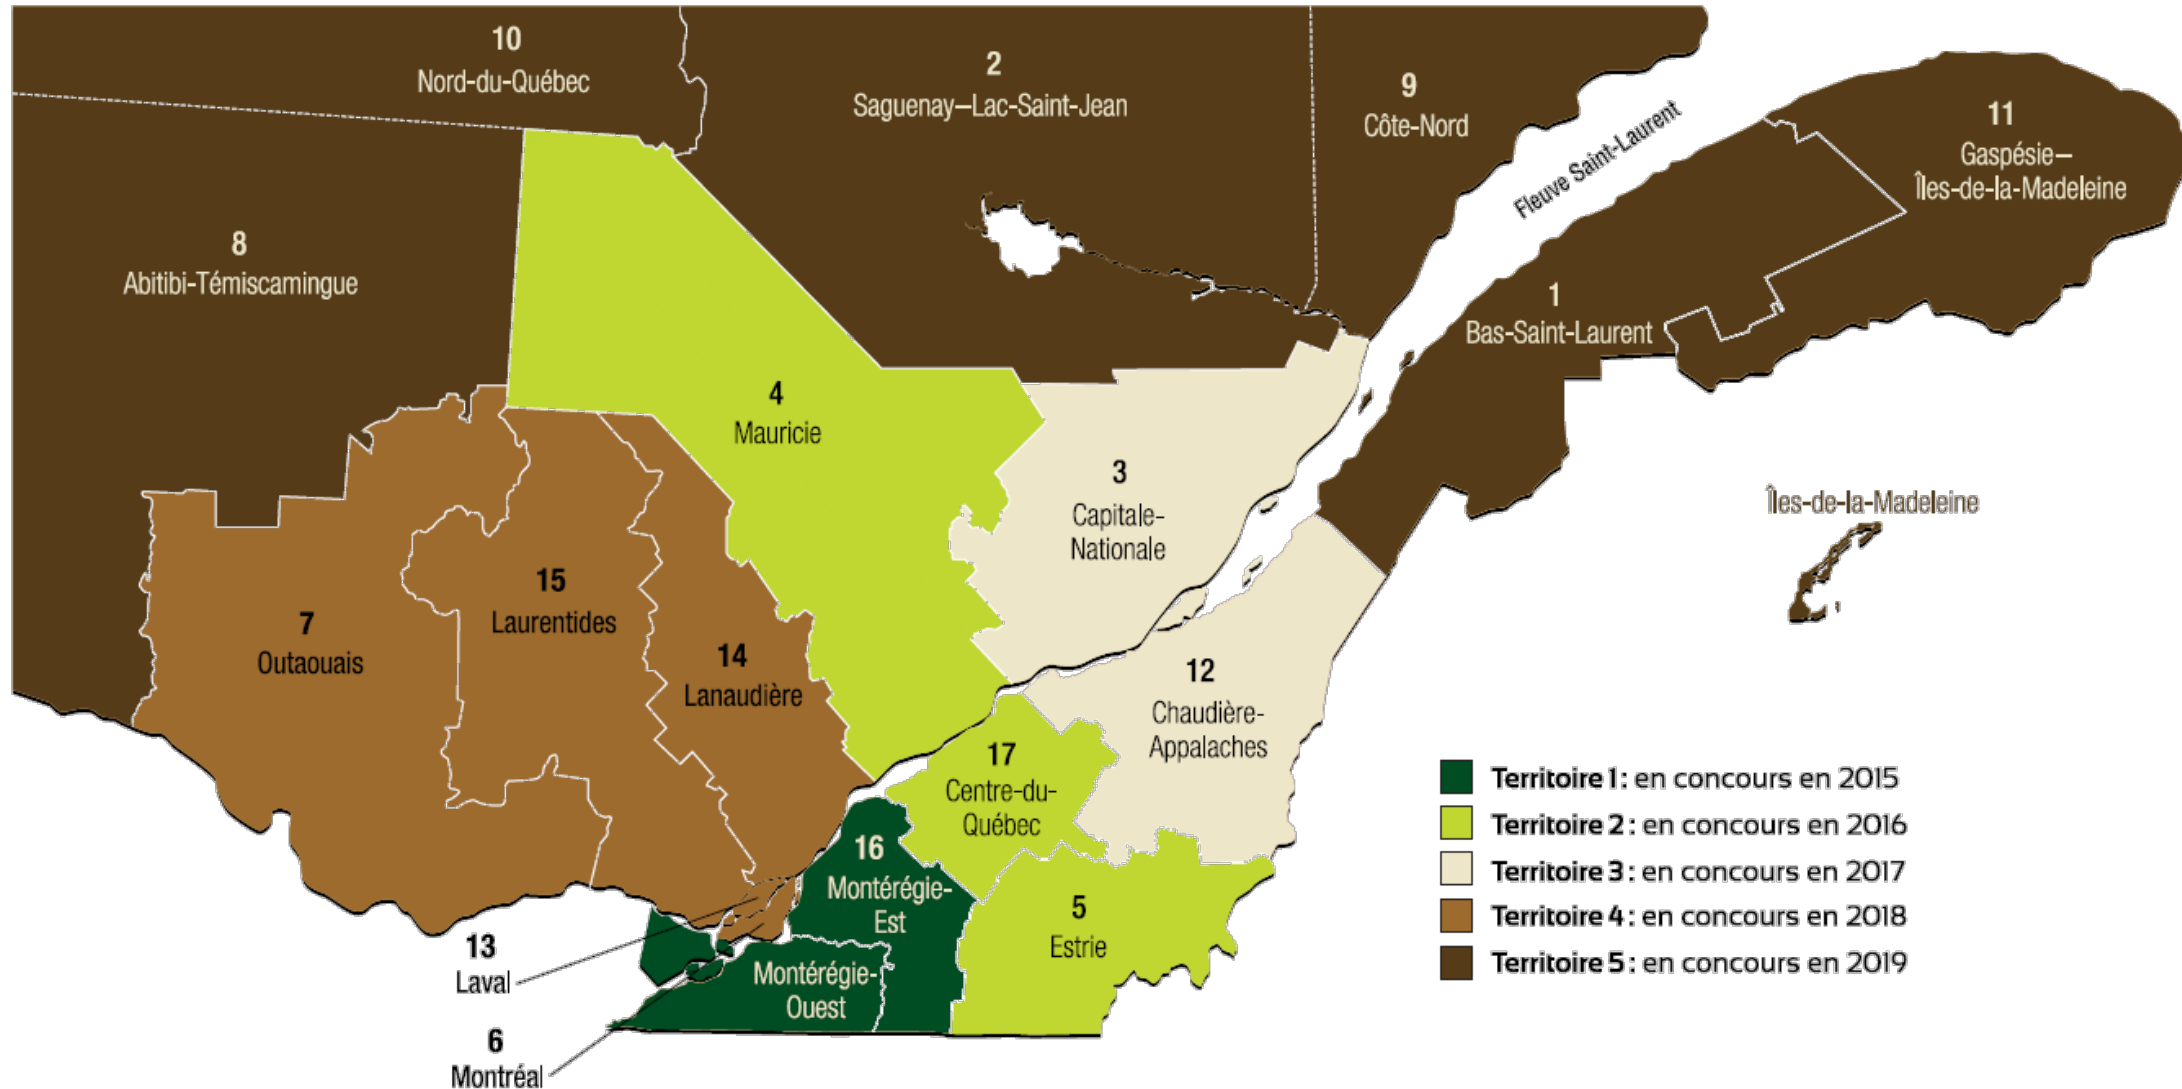 10
Nord-du-Québec
2
Saguenay–Lac-Saint-Jean
9
Côte-Nord
Fleuve Saint-Laurent
11
Gaspésie–
Îles-de-la-Madeleine
8
Abitibi-Témiscamingue
1
Bas-Saint-Laurent
4
Mauricie
3
Capitale-
Nationale
Îles-de-la-Madeleine
7
Outaouais
15
Laurentides
14
Lanaudière
12
Chaudière-
Appalaches
17
Centre-du-
Québec
16
Montérégie-
Est
5
Estrie
13
Laval
Montérégie-
Ouest
6
Montréal
Territoire 1 : en concours en 2015
Territoire 2 : en concours en 2016
Territoire 3 : en concours en 2017
Territoire 4 : en concours en 2018
Territoire 5 : en concours en 2019